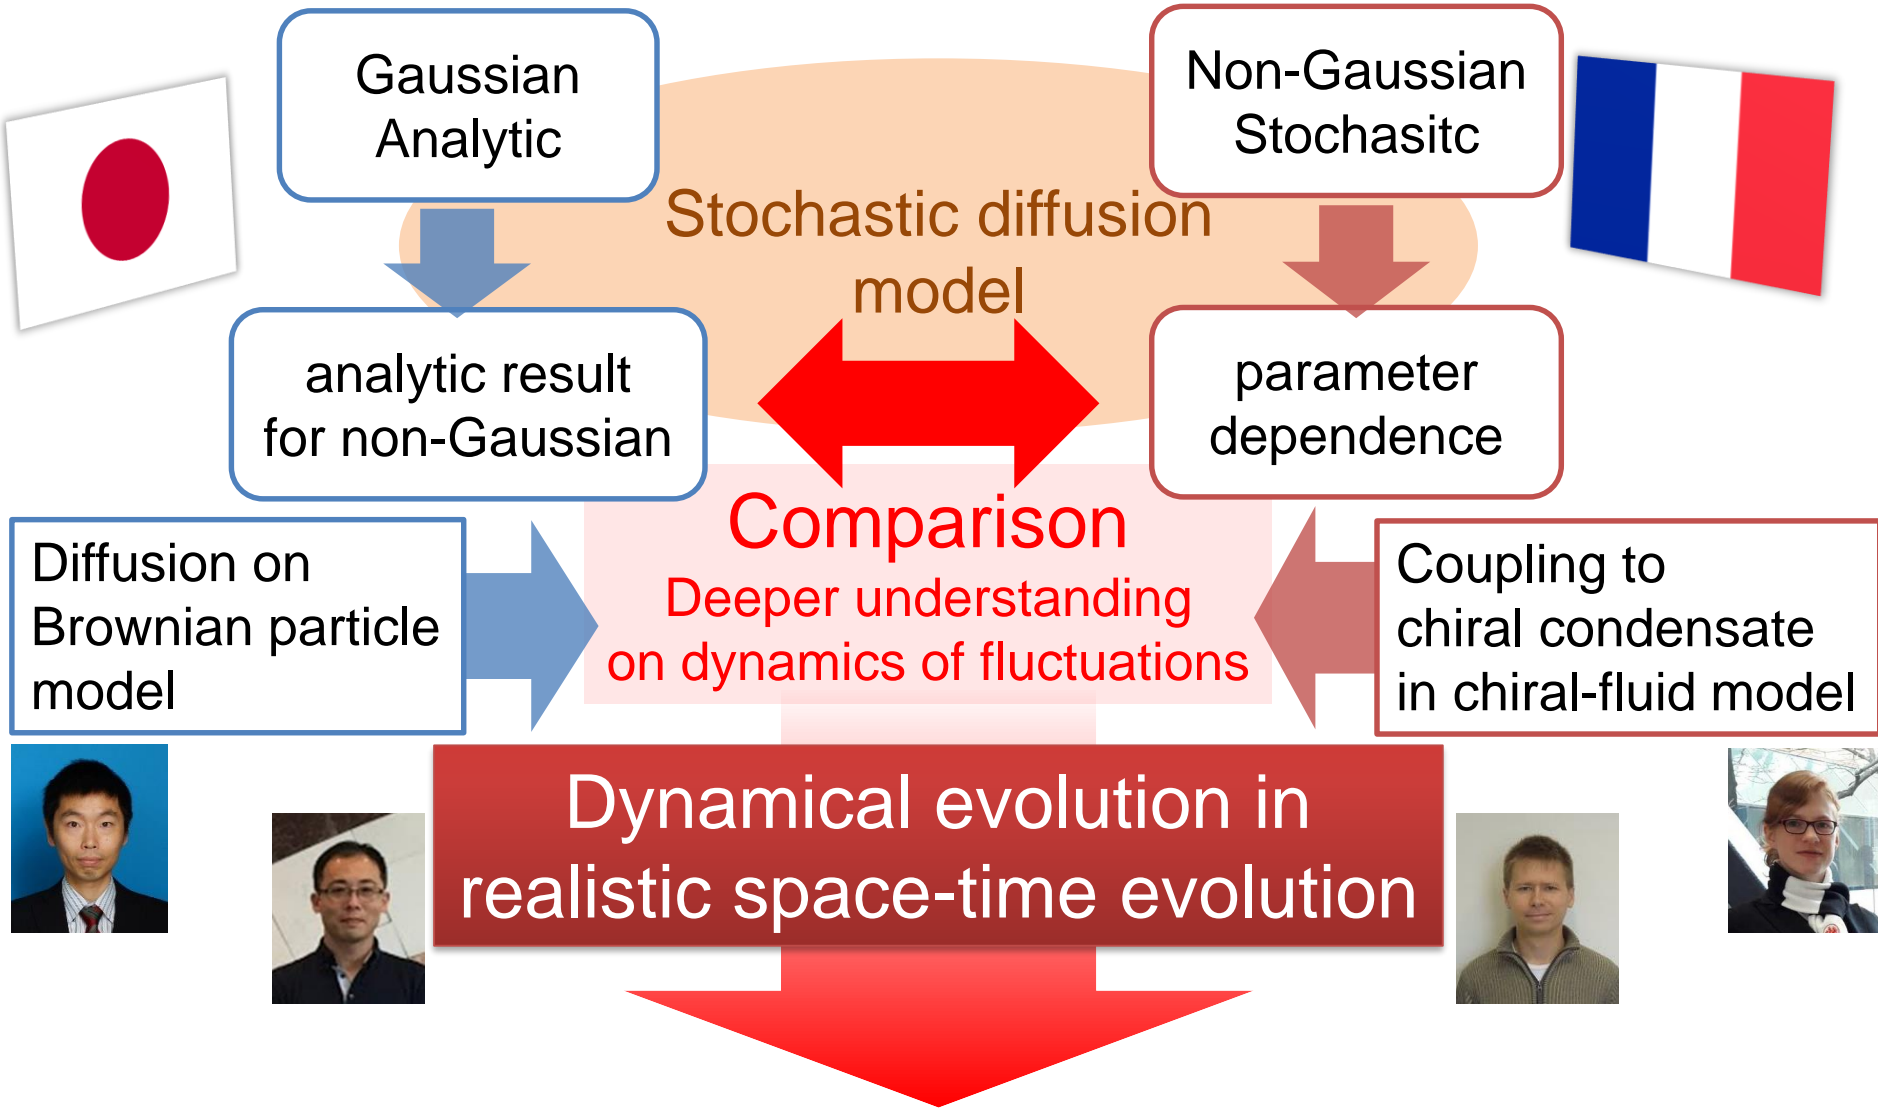 Gaussian
Analytic
Non-Gaussian
Stochasitc
Stochastic diffusion
model
analytic result
for non-Gaussian
parameter
dependence
Comparison
Deeper understanding
on dynamics of fluctuations
Diffusion on
Brownian particle
model
Coupling to
chiral condensate
in chiral-fluid model
Dynamical evolution in
realistic space-time evolution